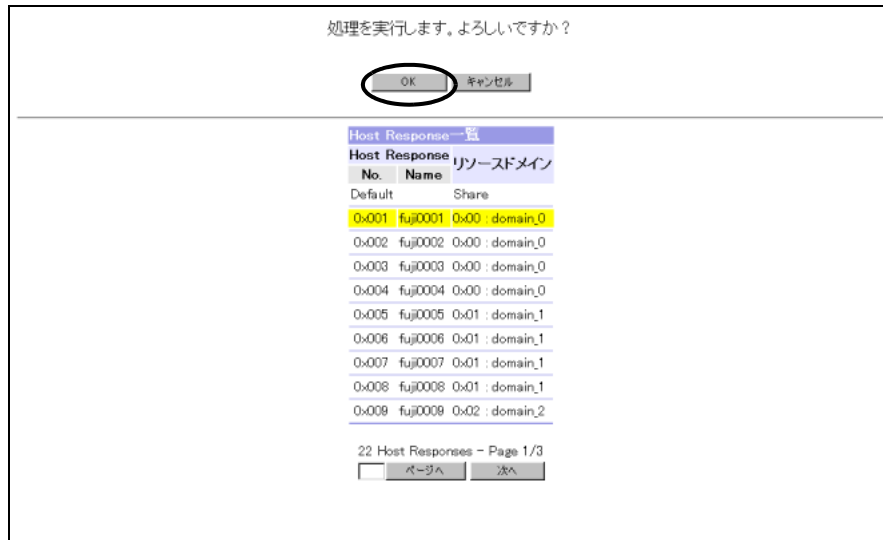 処理を実行します。よろしいですか？
OK キャンセル
Host Response一覧
Host Response リソースドメイン
No. Name
Default Share
0x001 fuji0001 0x00 : domain_0
0x002 fuji0002 0x00 : domain_0
0x003 fuji0003 0x00 : domain_0
0x004 fuji0004 0x00 : domain_0
0x005 fuji0005 0x01 : domain_1
0x006 fuji0006 0x01 : domain_1
0x007 fuji0007 0x01 : domain_1
0x008 fuji0008 0x01 : domain_1
0x009 fuji0009 0x02 : domain_2
22 Host Responses - Page 1/3
ページへ 次へ